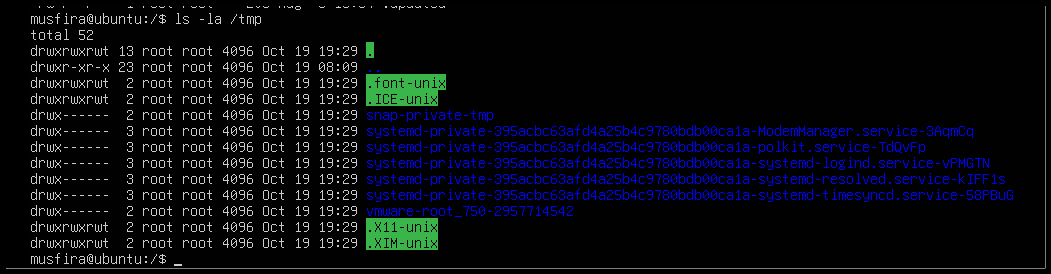 musfira@ubuntu:/$ ls -la /tmp
total 52
drwxrwxrwt 13 root root 4096 Oct 19 19:29 .
drwxr-xr-x 23 root root 4096 Oct 19 08:09 ..
drwxrwxrwt 2 root root 4096 Oct 19 19:29 .font-unix
drwxrwxrwt 2 root root 4096 Oct 19 19:29 .ICE-unix
drwx------ 2 root root 4096 Oct 19 19:29 snap-private-tmp
drwx------ 3 root root 4096 Oct 19 19:29 systemd-private-395acbc63afd4a25b4c9780bdb00ca1a-ModemManager.service-3AqmCq
drwx------ 3 root root 4096 Oct 19 19:29 systemd-private-395acbc63afd4a25b4c9780bdb00ca1a-polkit.service-TdQvFp
drwx------ 3 root root 4096 Oct 19 19:29 systemd-private-395acbc63afd4a25b4c9780bdb00ca1a-systemd-logind.service-vPMGTN
drwx------ 3 root root 4096 Oct 19 19:29 systemd-private-395acbc63afd4a25b4c9780bdb00ca1a-systemd-resolved.service-kIFF1s
drwx------ 3 root root 4096 Oct 19 19:29 systemd-private-395acbc63afd4a25b4c9780bdb00ca1a-systemd-timesyncd.service-58P8uG
drwx------ 2 root root 4096 Oct 19 19:29 vmware-root_750-2957714542
drwxrwxrwt 2 root root 4096 Oct 19 19:29 .X11-unix
drwxrwxrwt 2 root root 4096 Oct 19 19:29 .XIM-unix
musfira@ubuntu:/$ _